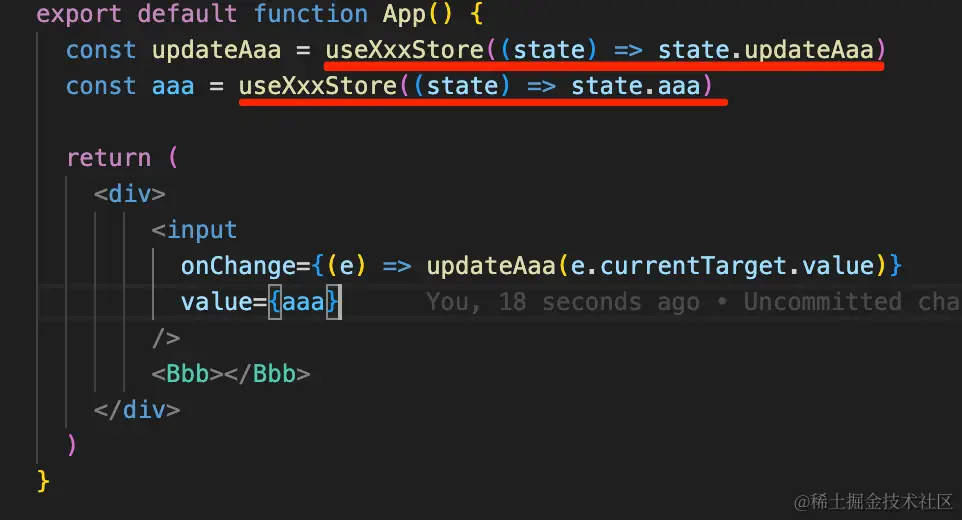 export default function App() {
const updateAaa = useXxxStore((state) => state.updateAaa)
const aaa = useXxxStore((state) => state.aaa)
return (
<div>
<input
onChange={(e) => updateAaa(e.currentTarget.value)}
value={aaa} You, 18 seconds ago • Uncommitted cha
/>
<Bbb></Bbb>
</div>
)
}
@稀土掘金技术社区